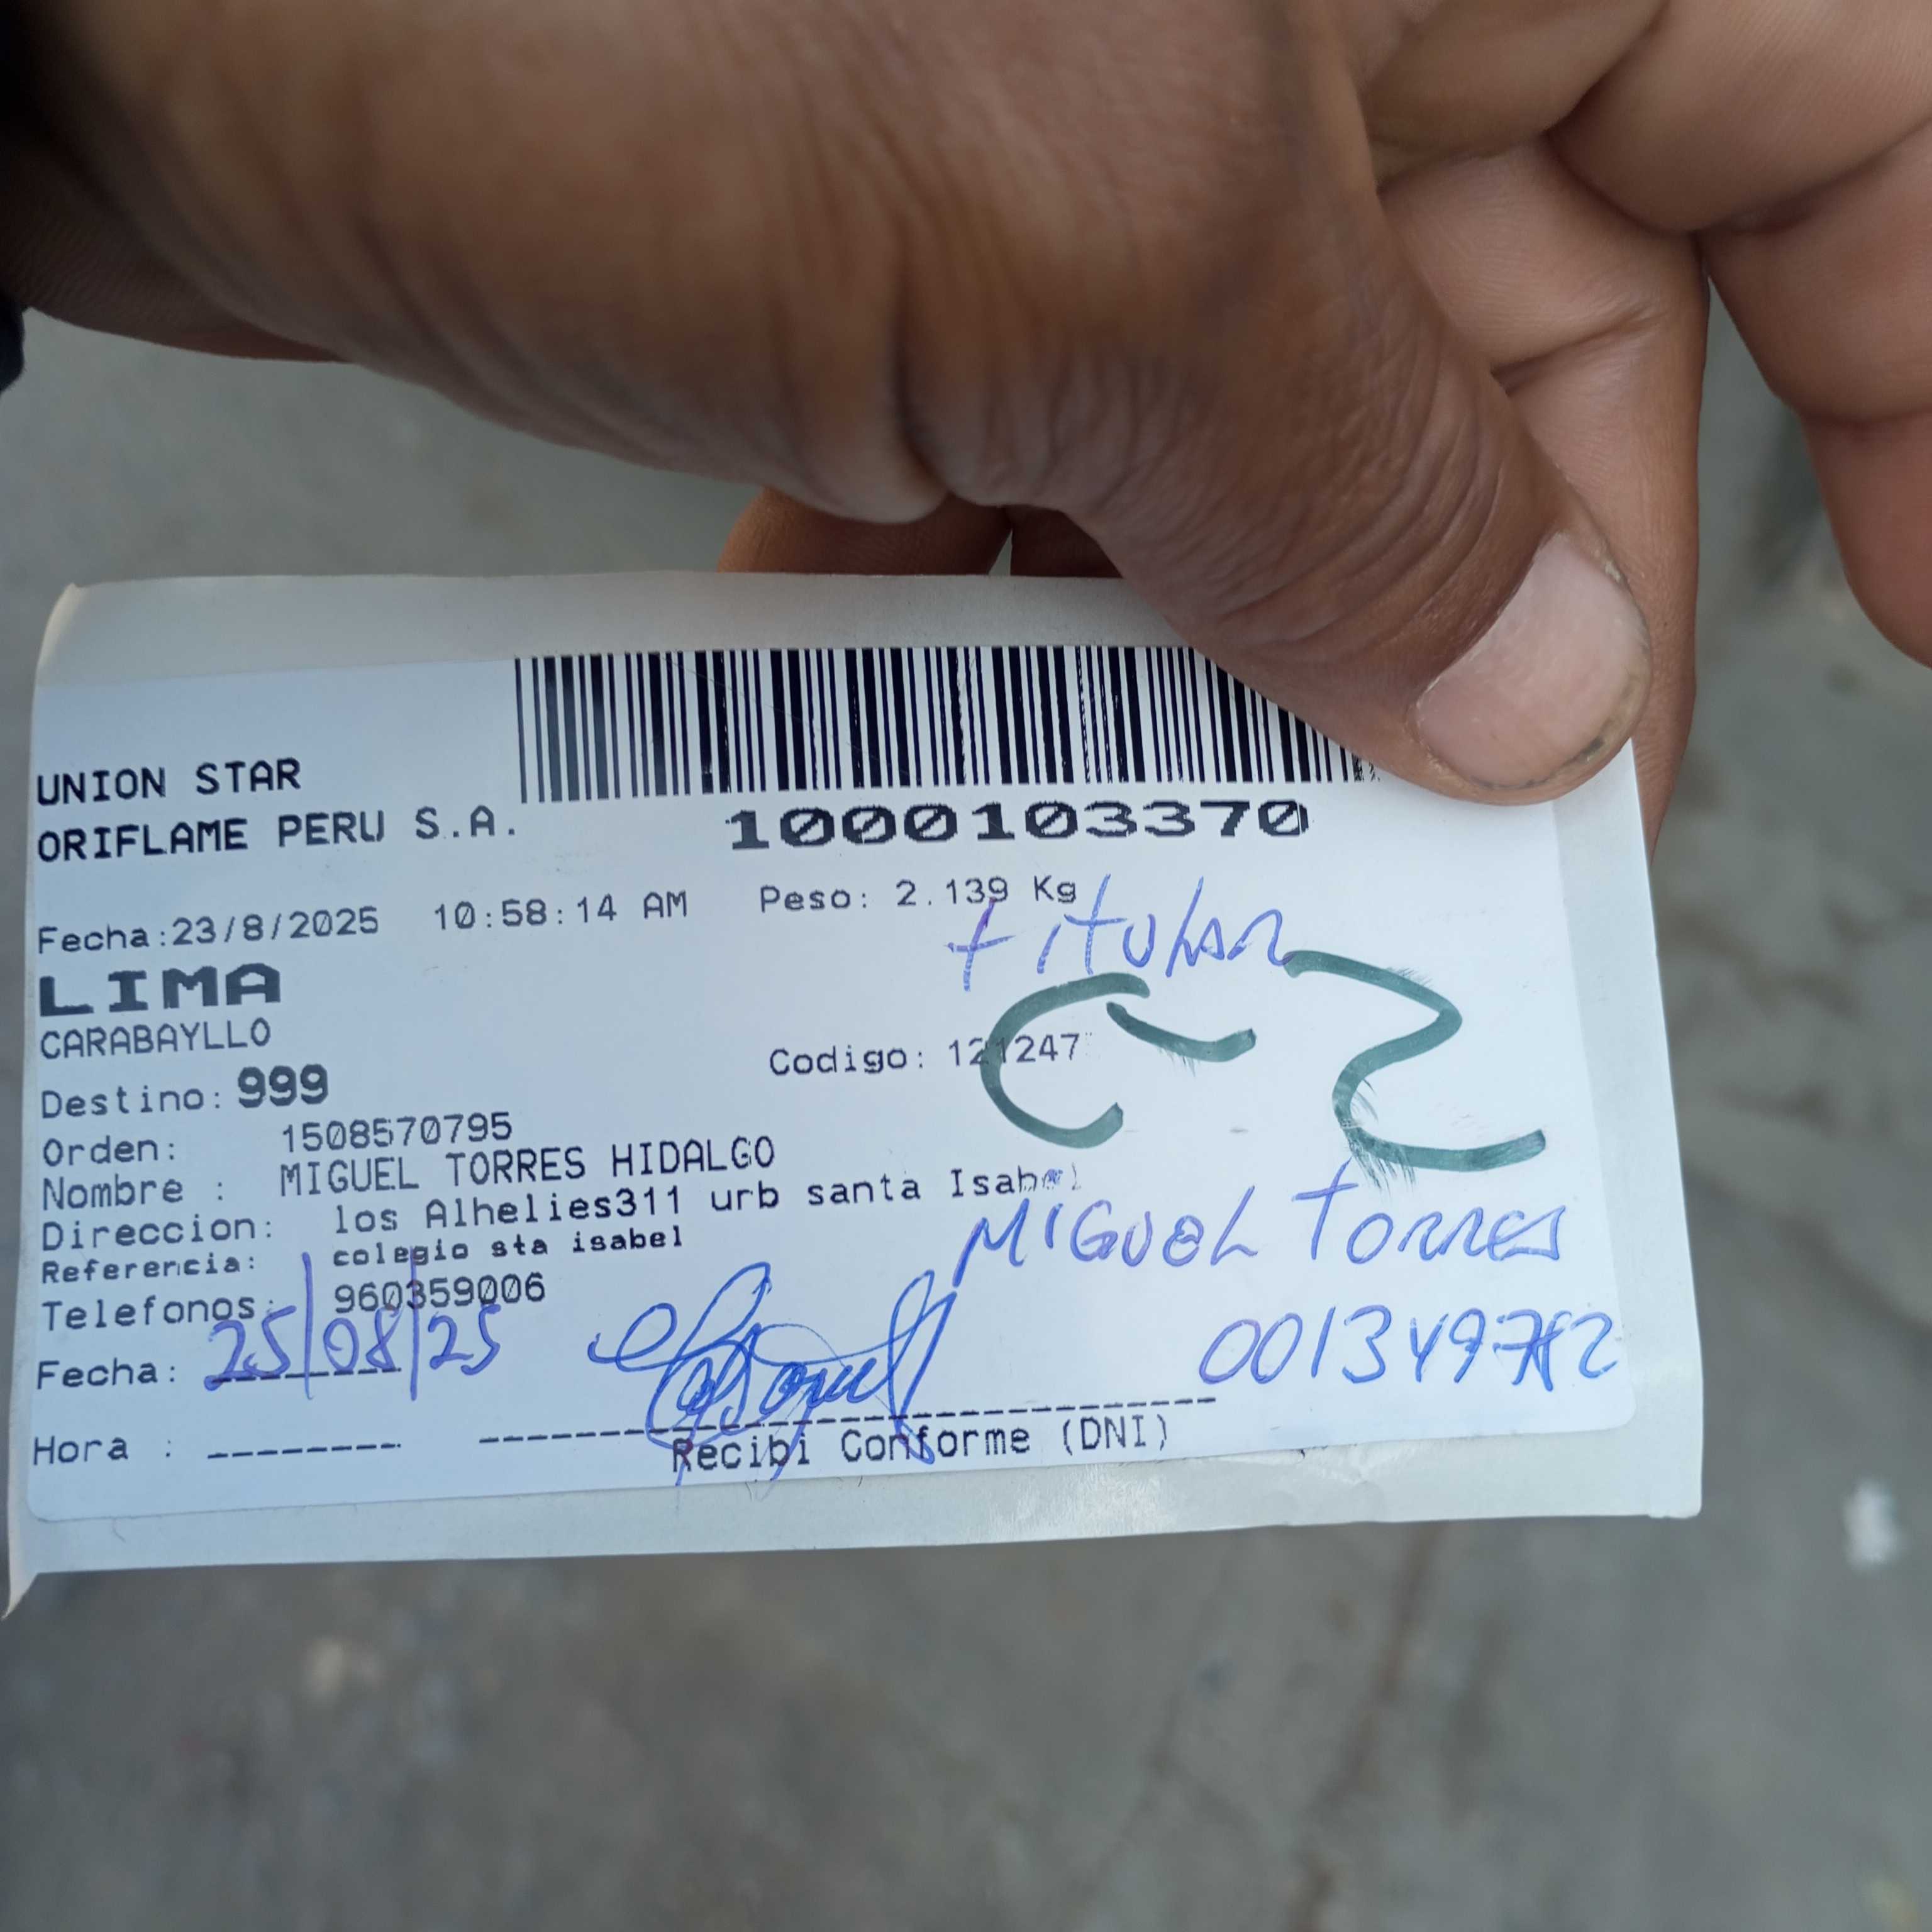 UNION STAR
ORIFLAME PERU S.A.
1000103370
Fecha:23/8/2025 10:58:14 AM Peso: 2.139 Kg
titular
LIMA
CARABAYLLO
Codigo: 121247
C-2
Destino: 999
Orden: 1508570795
Nombre : MIGUEL TORRES HIDALGO
Direccion: los Alhelies311 urb santa Isabel
Referencia: colegio sta isabel
MIGUEL TORRES
Telefonos: 960359006
Fecha: 25/08/25
Hora :
Recibi Conforme (DNI)